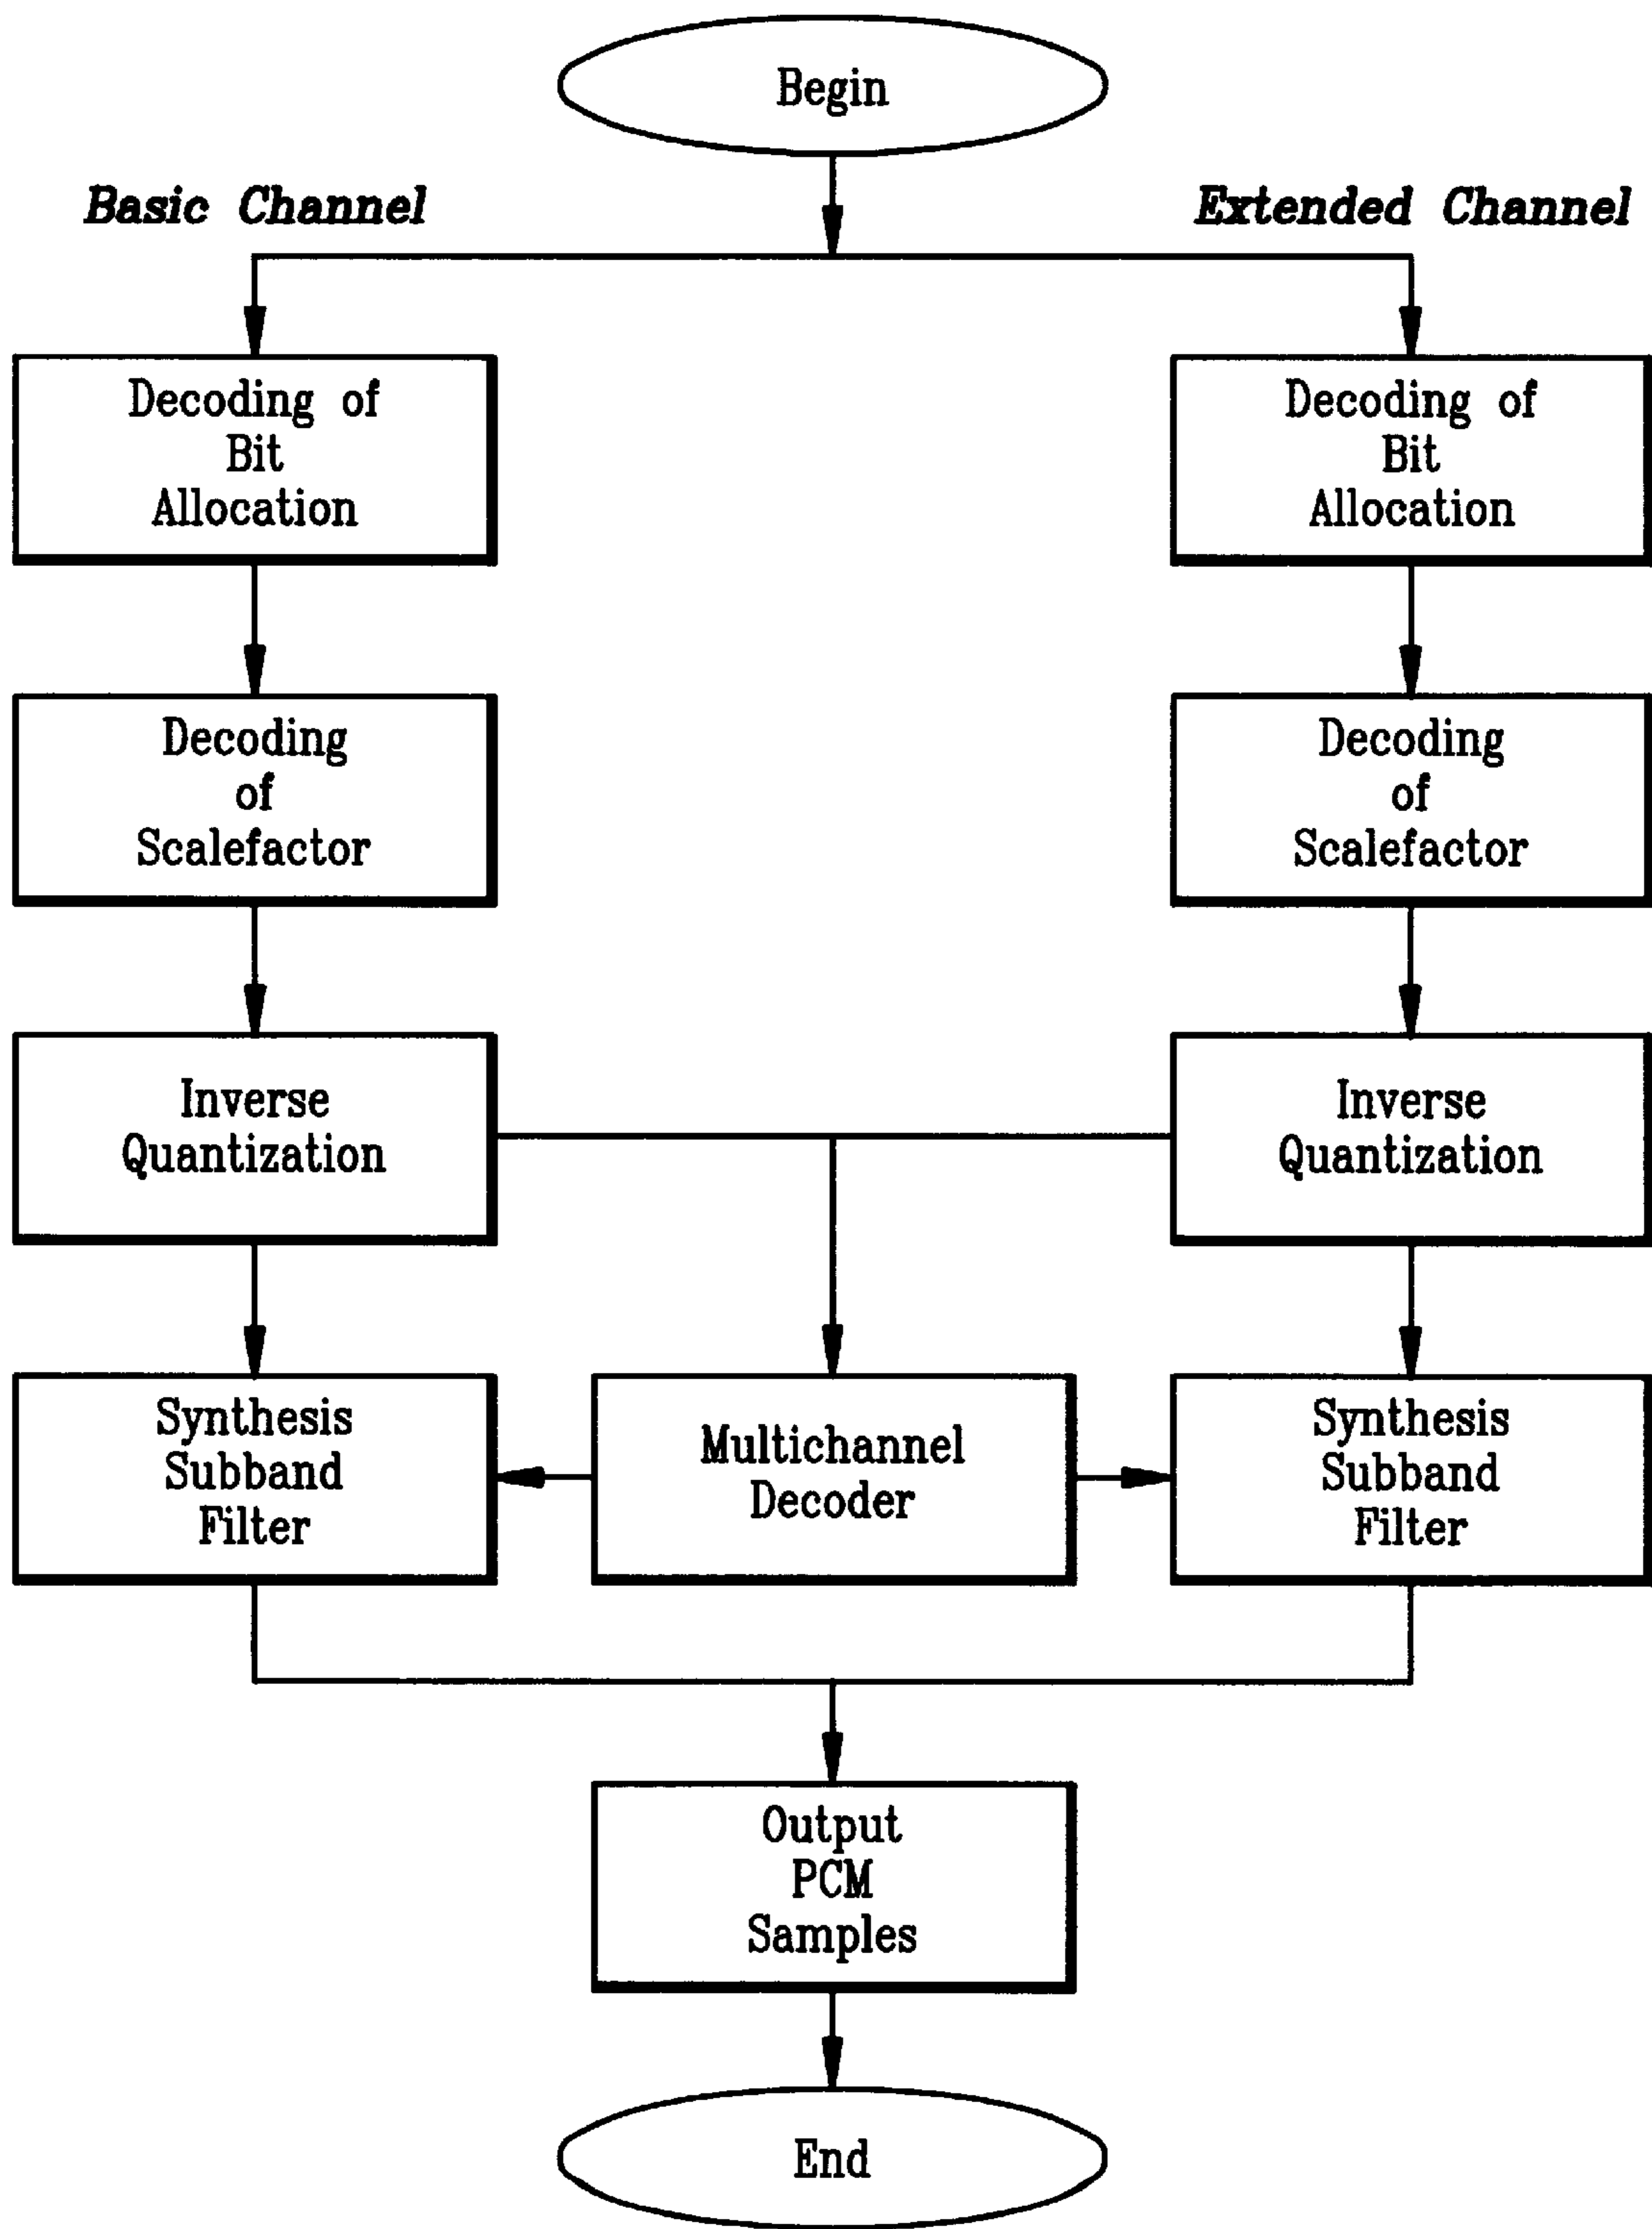 Begin
Basic Channel
Extended Channel
Decoding of
Bit
Allocation
Decoding of
Bit
Allocation
Decoding
of
Scalefactor
Decoding
of
Scalefactor
Inverse
Quantization
Inverse
Quantization
Synthesis
Subband
Filter
Multichannel
Decoder
Synthesis
Subband
Filter
Output
PCM
Samples
End